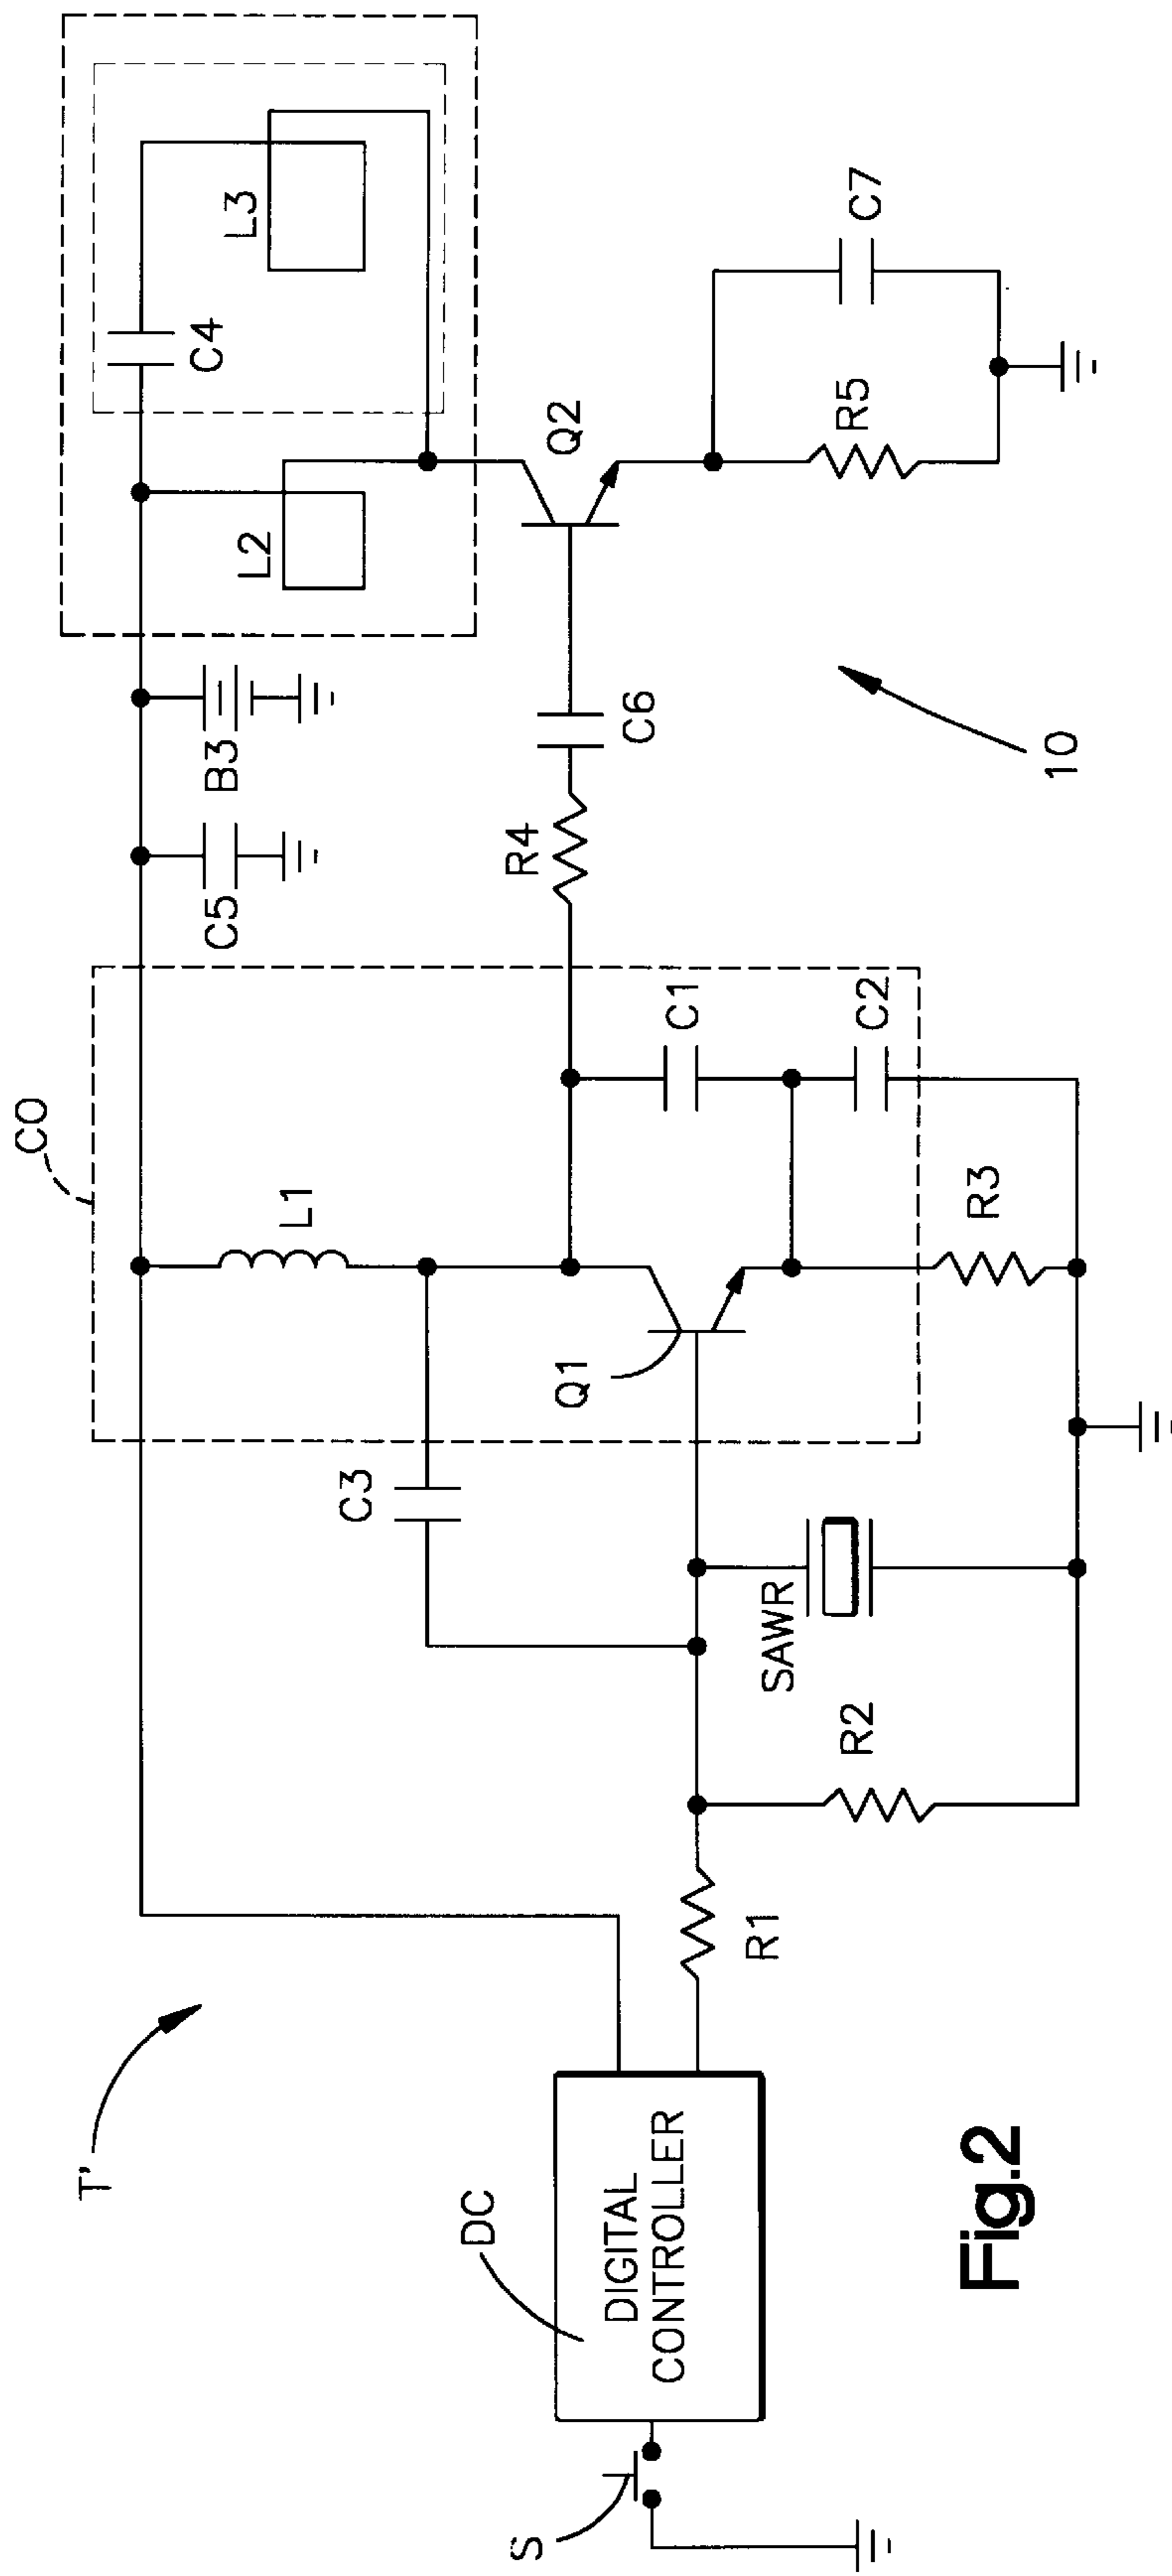 T'
CO
L1
C5
B3
C4
L3
L2
C3
Q1
C1
C2
R4
C6
Q2
R5
C7
S
DC
DIGITAL
CONTROLLER
R1
R2
SAWR
R3
10
Fig.2